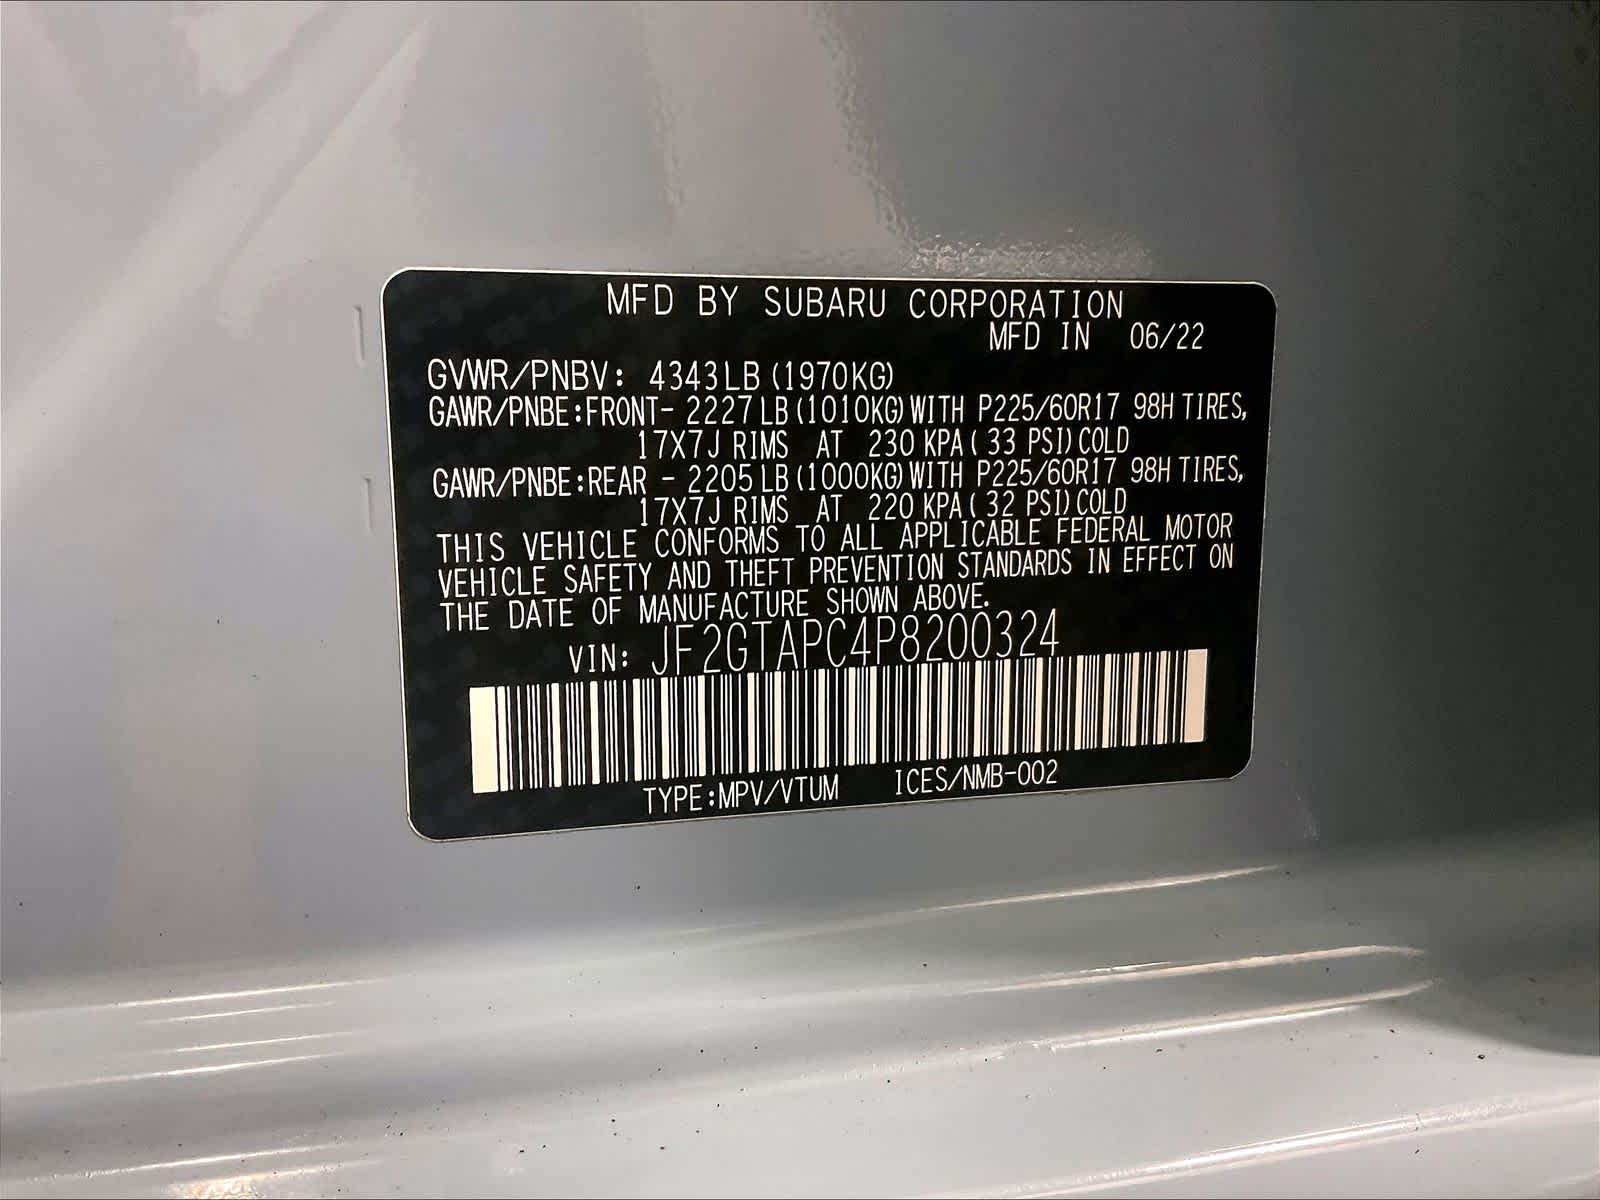 MFD BY SUBARU CORPORATION
MFD IN 06/22
GVWR/PNBV: 4343LB (1970KG)
GAWR/PNBE:FRONT- 2227LB (1010KG) WITH P225/60R17 98H TIRES,
17X7J RIMS AT 230 KPA (33 PSI) COLD
GAWR/PNBE:REAR - 2205LB (1000KG) WITH P225/60R17 98H TIRES,
17X7J RIMS AT 220 KPA (32 PSI) COLD
THIS VEHICLE CONFORMS TO ALL APPLICABLE FEDERAL MOTOR
VEHICLE SAFETY AND THEFT PREVENTION STANDARDS IN EFFECT ON
THE DATE OF MANUFACTURE SHOWN ABOVE.
VIN: JF2GTAPC4P8200324
TYPE:MPV/VTUM ICES/NMB-002